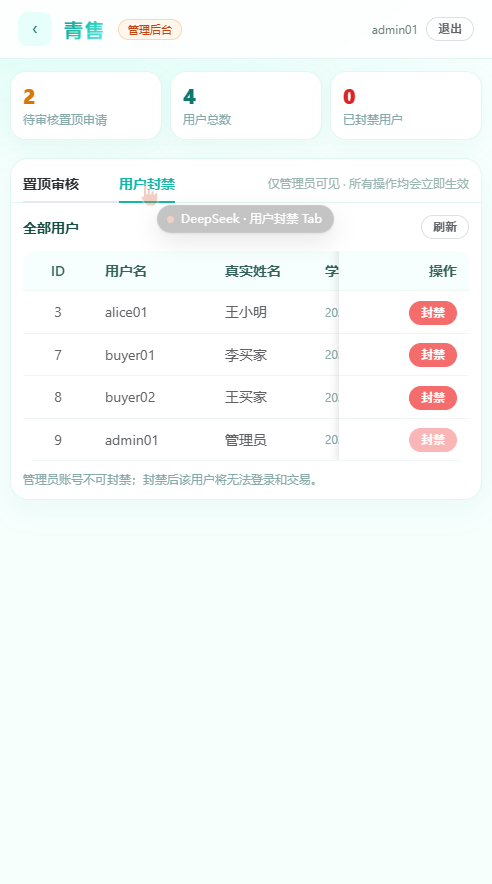 ‹ 青售 管理后台 admin01 退出
2 4 0
待审核置顶申请 用户总数 已封禁用户
置顶审核 用户封禁 仅管理员可见 · 所有操作均会立即生效
DeepSeek · 用户封禁 Tab
全部用户 刷新
ID 用户名 真实姓名 学 操作
3 alice01 王小明 20 封禁
7 buyer01 李买家 20 封禁
8 buyer02 王买家 20 封禁
9 admin01 管理员 20 封禁
管理员账号不可封禁；封禁后该用户将无法登录和交易。